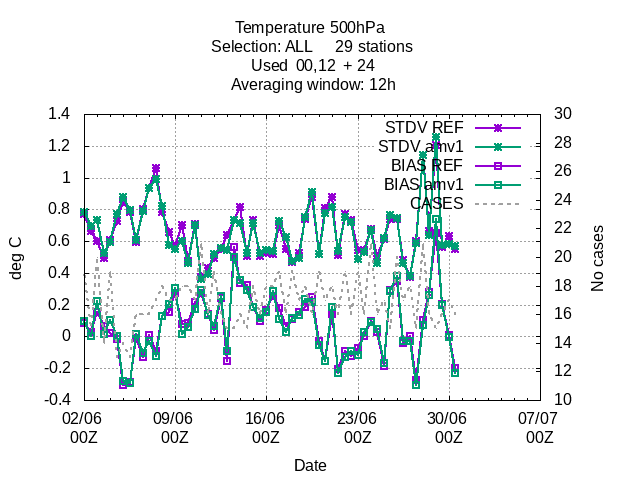 Temperature 500hPa
Selection: ALL 29 stations
Used 00,12 + 24
Averaging window: 12h
1.4
1.2
1
0.8
0.6
0.4
0.2
0
-0.2
-0.4
deg C
30
28
26
24
22
20
18
16
14
12
10
No cases
STDV REF
STDV amv1
BIAS REF
BIAS amv1
CASES
02/06 09/06 16/06 23/06 30/06 07/07
00Z 00Z 00Z 00Z 00Z 00Z
Date